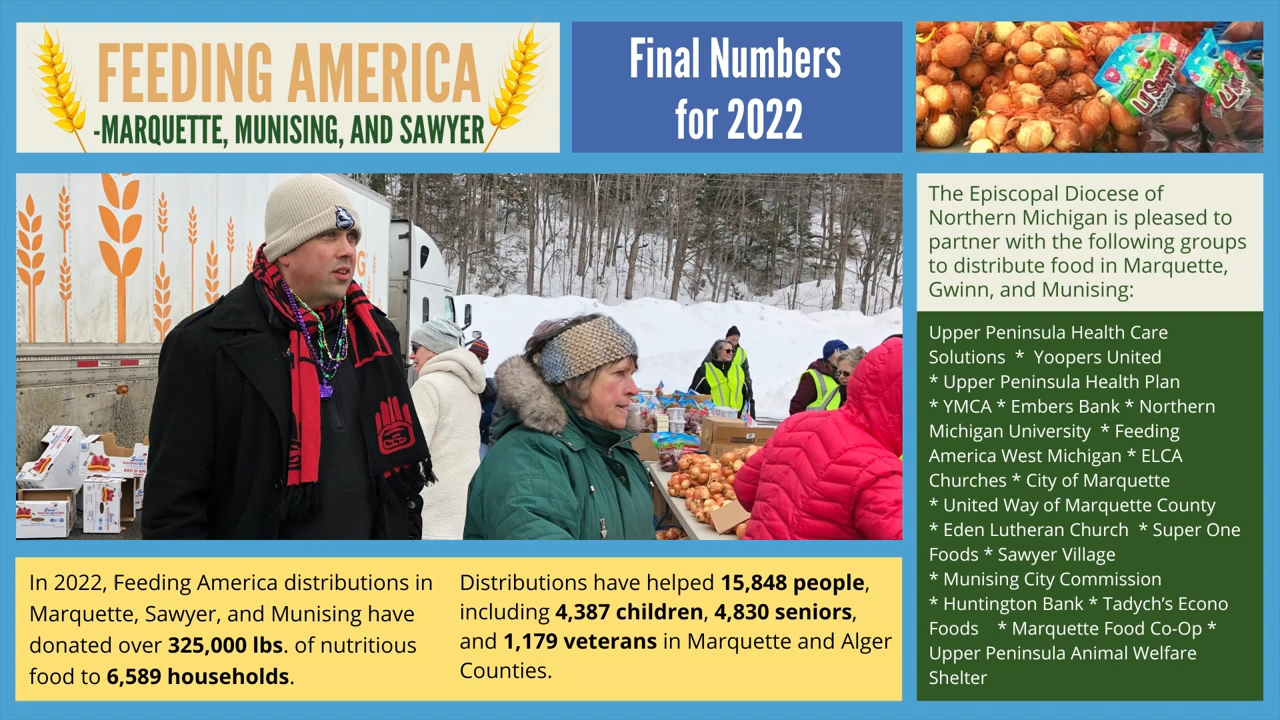 FEEDING AMERICA
-MARQUETTE, MUNISING, AND SAWYER
Final Numbers
for 2022
The Episcopal Diocese of
Northern Michigan is pleased to
partner with the following groups
to distribute food in Marquette,
Gwinn, and Munising:
Upper Peninsula Health Care
Solutions * Yoopers United
* Upper Peninsula Health Plan
* YMCA * Embers Bank * Northern
Michigan University * Feeding
America West Michigan * ELCA
Churches * City of Marquette
* United Way of Marquette County
* Eden Lutheran Church * Super One
Foods * Sawyer Village
* Munising City Commission
* Huntington Bank * Tadych’s Econo
Foods * Marquette Food Co-Op *
Upper Peninsula Animal Welfare
Shelter
In 2022, Feeding America distributions in
Marquette, Sawyer, and Munising have
donated over 325,000 lbs. of nutritious
food to 6,589 households.
Distributions have helped 15,848 people,
including 4,387 children, 4,830 seniors,
and 1,179 veterans in Marquette and Alger
Counties.